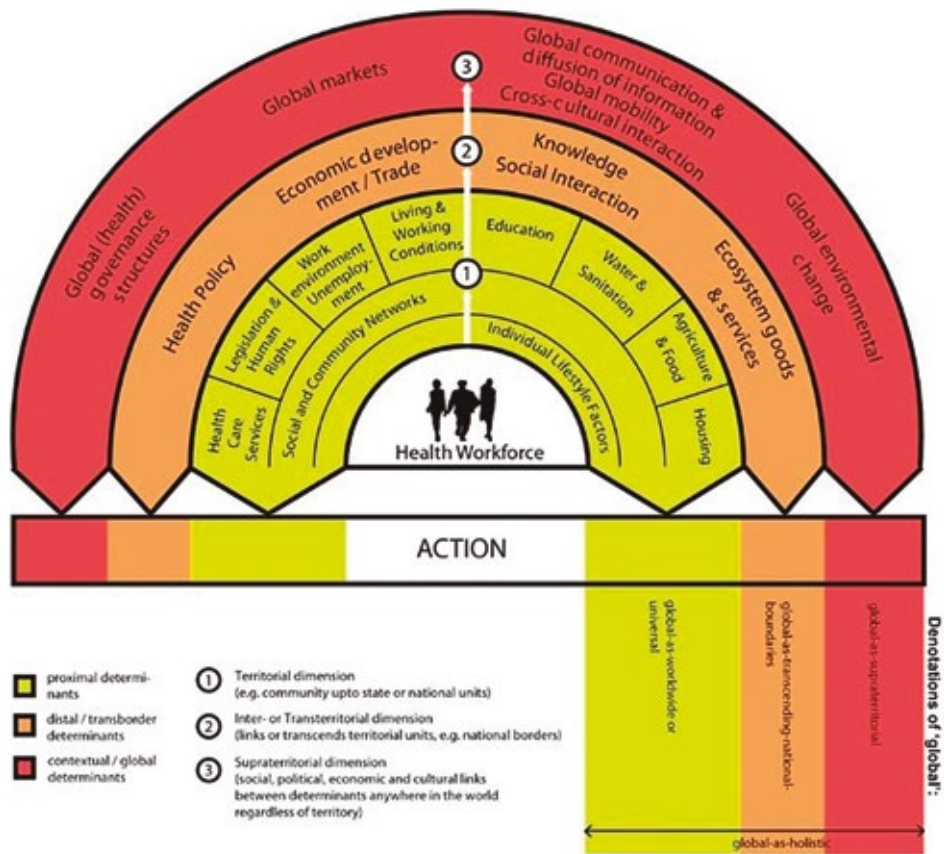 Global (health)
governance
structures
Global markets
3
Global communication &
diffusion of information
Global mobility
Cross-cultural interaction
Global environmental
change
Health Policy
Economic develop-
ment / Trade
2
Knowledge
Social Interaction
Ecosystem goods
& services
Health
Care
Services
Legislation &
Human
Rights
Work
environment
Unemploy-
ment
Living &
Working
Conditions
Education
Water &
Sanitation
Agriculture
& Food
Housing
1
Social and Community Networks
Individual Lifestyle Factors
Health Workforce
ACTION
proximal determi-
nants
distal / transborder
determinants
contextual / global
determinants
1
Territorial dimension
(e.g. community upto state or national units)
2
Inter- or Transterritorial dimension
(links or transcends territorial units, e.g. national borders)
3
Supraterritorial dimension
(social, political, economic and cultural links
between determinants anywhere in the world
regardless of territory)
global-as-worldwide or
universal
global-as-transcending-national-
boundaries
global-as-supraterritorial
Denotations of 'global':
global-as-holistic